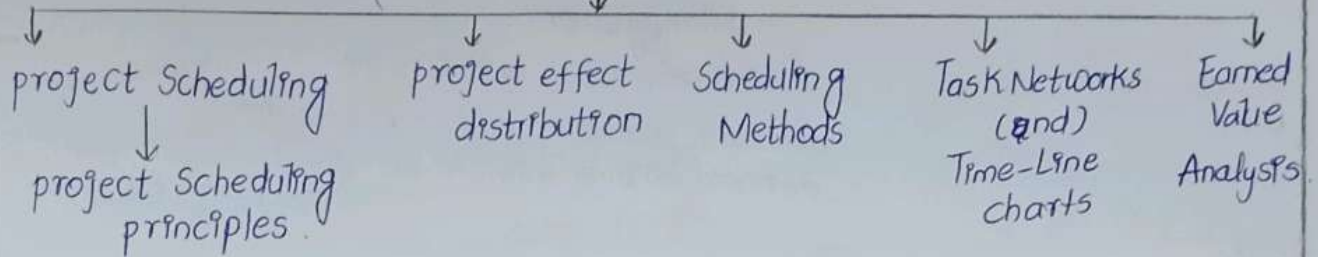 project Scheduling
project Scheduling
principles.
project effect
distribution
Scheduling
Methods
Task Networks
(and)
Time-Line
charts
Earned
Value
Analysis.